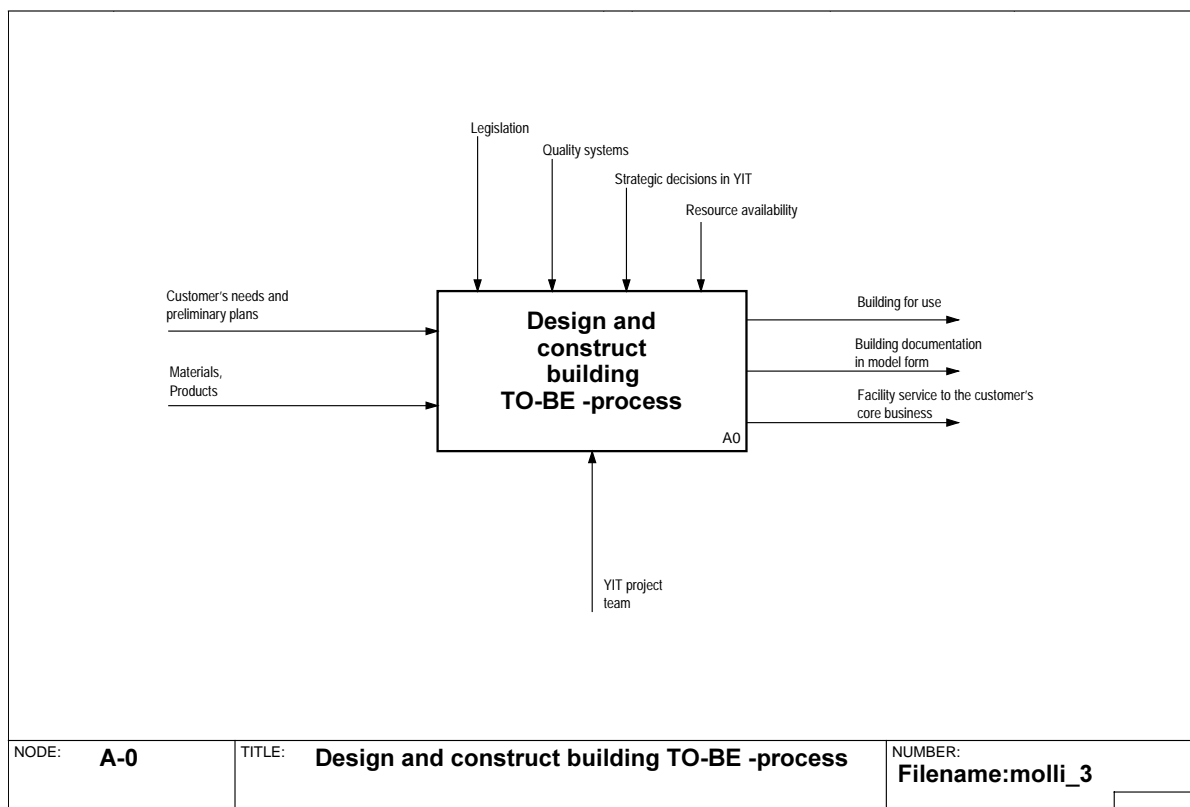 Legislation
Quality systems
Strategic decisions in YIT
Resource availability
Customer's needs and
preliminary plans
Materials,
Products
Design and
construct
building
TO-BE -process
A0
Building for use
Building documentation
in model form
Facility service to the customer's
core business
YIT project
team
NODE: A-0
TITLE: Design and construct building TO-BE -process
NUMBER:
Filename:molli_3